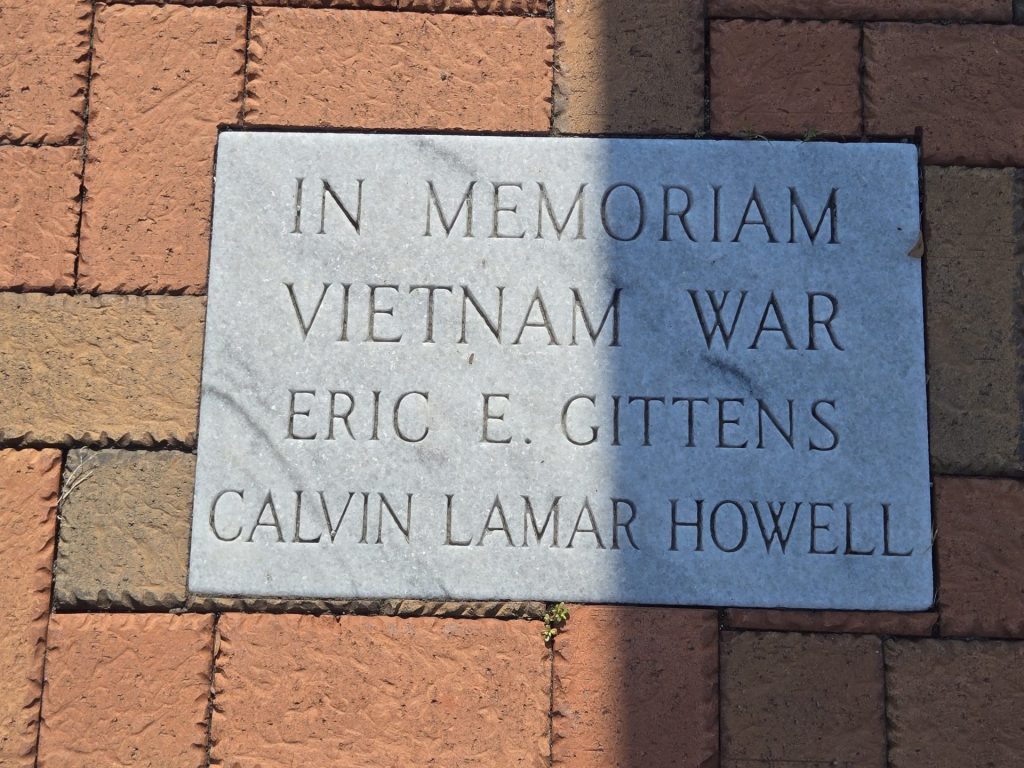 IN MEMORIAM
VIETNAM WAR
ERIC E. GITTENS
CALVIN LAMAR HOWELL